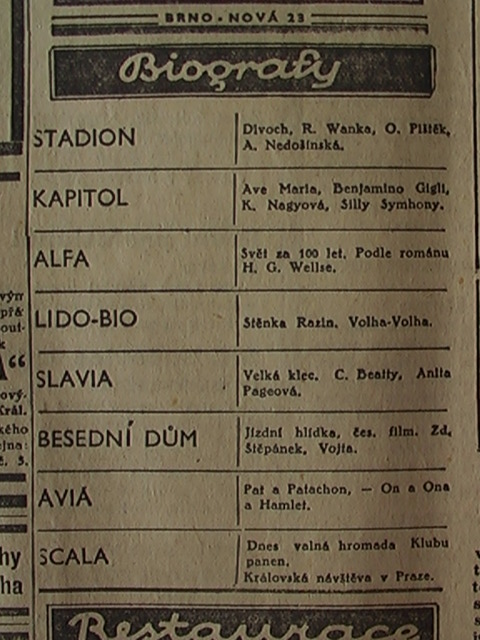 BRNO - NOVÁ 23
Biografy
STADION
Divoch, R. Wanka, O. Pištěk,
A. Nedošinská.
KAPITOL
Ave Maria, Benjamino Gigli,
K. Nagyová, Silly Symhony.
ALFA
Svět za 100 let. Podle románu
H. G. Wellse.
LIDO-BIO
Stěnka Razin, Volha-Volha.
SLAVIA
Velká klec. C. Beatty, Anita
Pageová.
BESEDNÍ DŮM
Jízdní hlídka, čes. film. Zd.
Štěpánek, Vojta.
AVIA
Pat a Patachon, — On a Ona
a Hamlet.
SCALA
Dnes valná hromada Klubu
panen.
Královská návštěva v Praze.
Restaurace